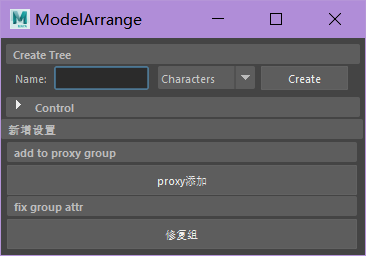 ModelArrange
Create Tree
Name: Characters Create
Control
新增设置
add to proxy group
proxy添加
fix group attr
修复组